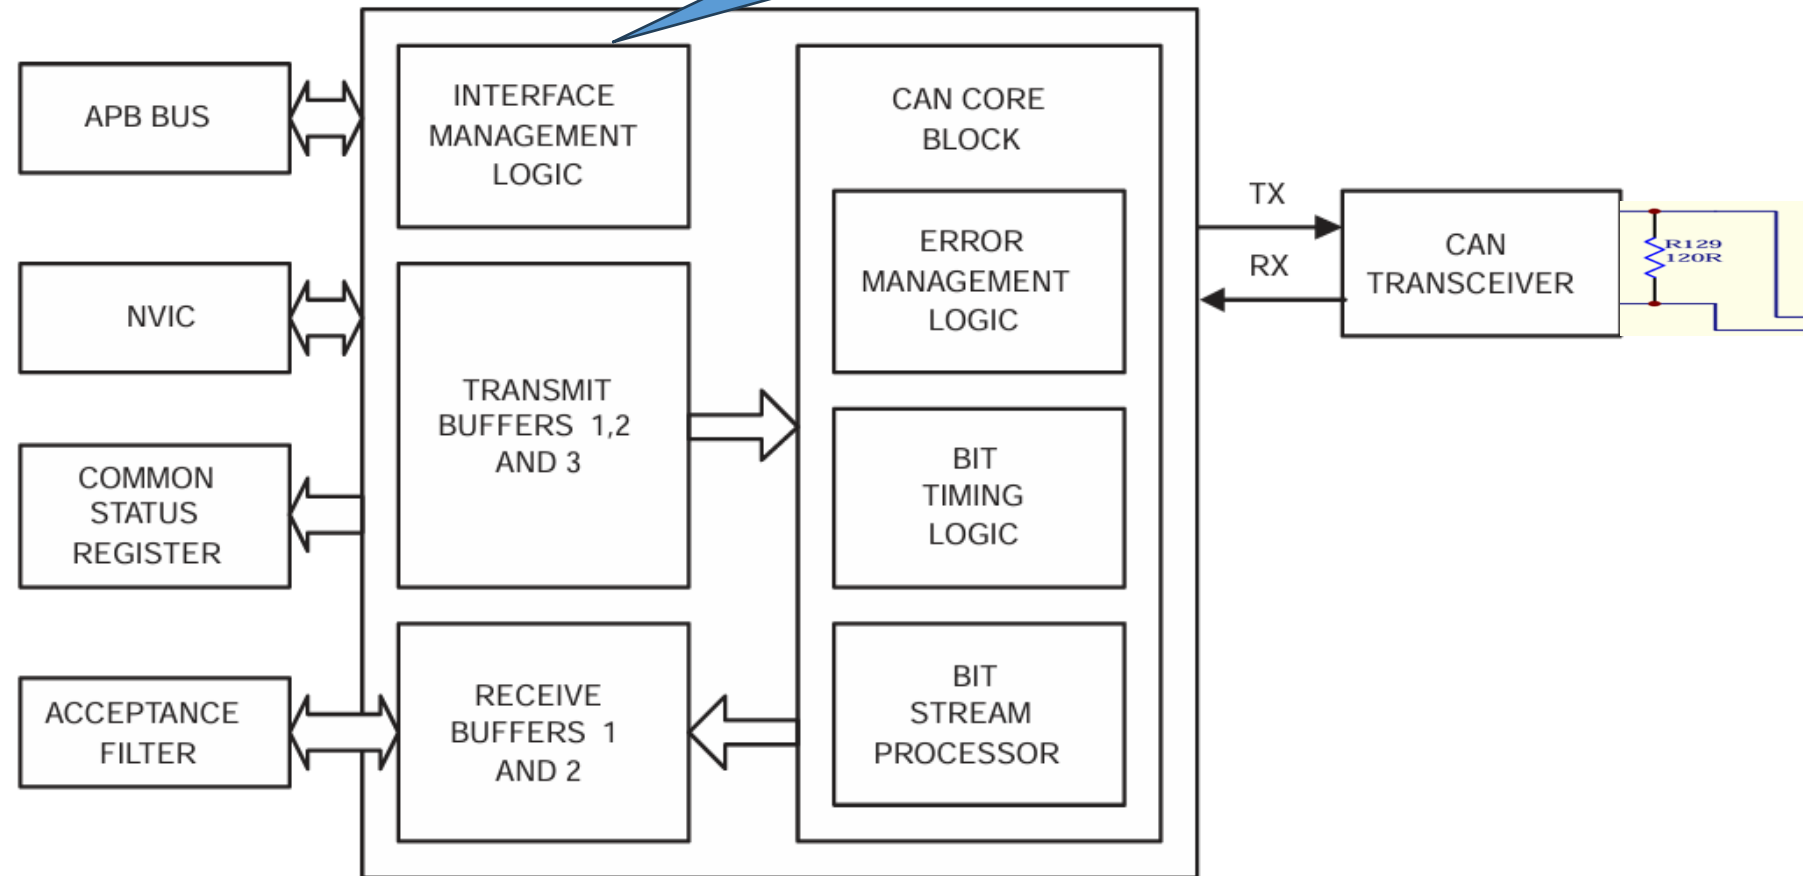 APB BUS
NVIC
COMMON
STATUS
REGISTER
ACCEPTANCE
FILTER
INTERFACE
MANAGEMENT
LOGIC
TRANSMIT
BUFFERS 1,2
AND 3
RECEIVE
BUFFERS 1
AND 2
CAN CORE
BLOCK
ERROR
MANAGEMENT
LOGIC
BIT
TIMING
LOGIC
BIT
STREAM
PROCESSOR
TX
RX
CAN
TRANSCEIVER
R129
120R